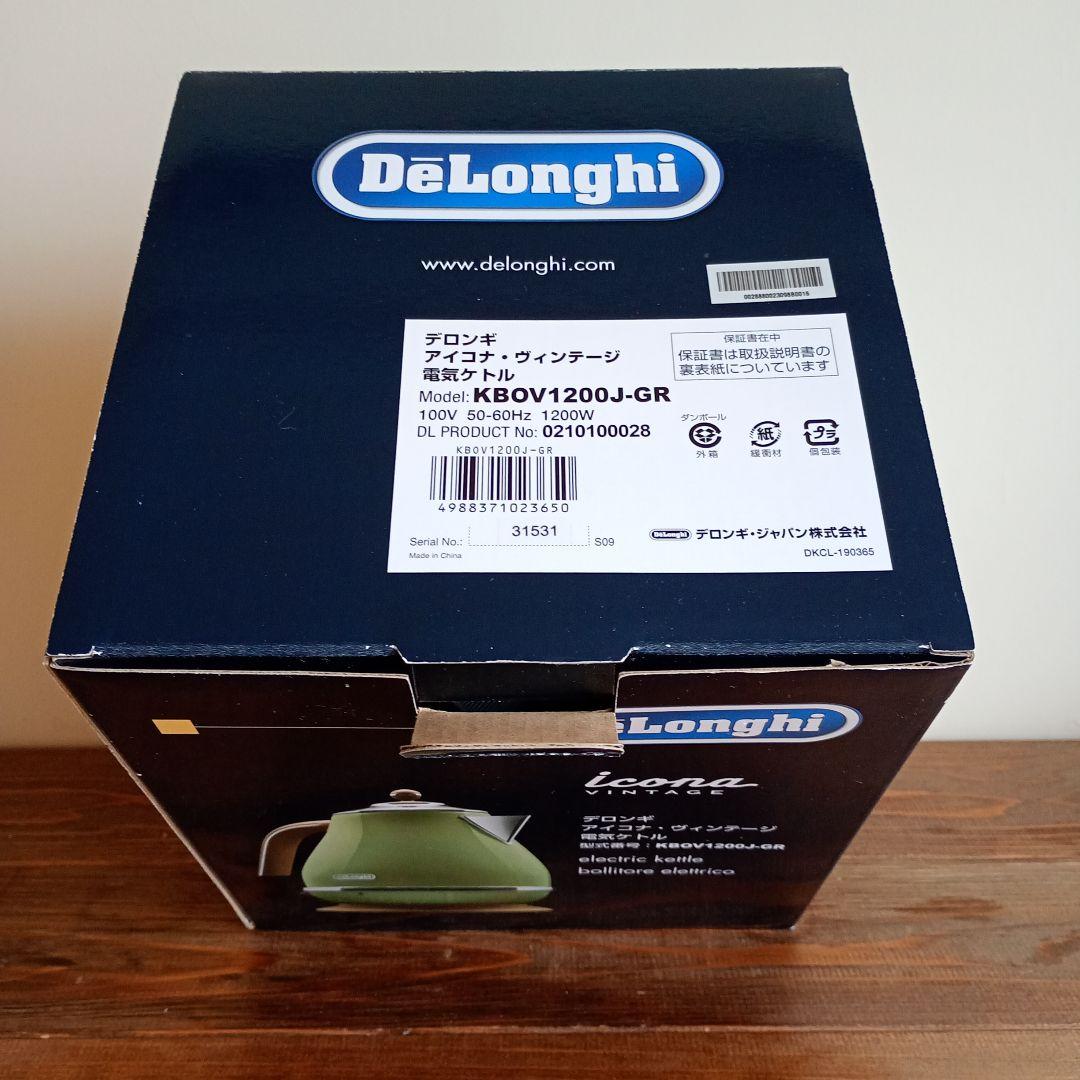 DēLonghi
www.delonghi.com
002888002309880016
デロンギ
アイコナ・ヴィンテージ
電気ケトル
Model: KBOV1200J-GR
100V 50-60Hz 1200W
DL PRODUCT No: 0210100028
KBOV1200J-GR
4988371023650
Serial No.: 31531 S09
Made in China
保証書在中
保証書は取扱説明書の
裏表紙についています
ダンボール
外箱
紙
緩衝材
プラ
個包装
DēLonghi デロンギ・ジャパン株式会社
DKCL-190365
eLonghi
icona
VINTAGE
デロンギ
アイコナ・ヴィンテージ
電気ケトル
型式番号：KBOV1200J-GR
electric kettle
bollitore elettrico
DēLonghi